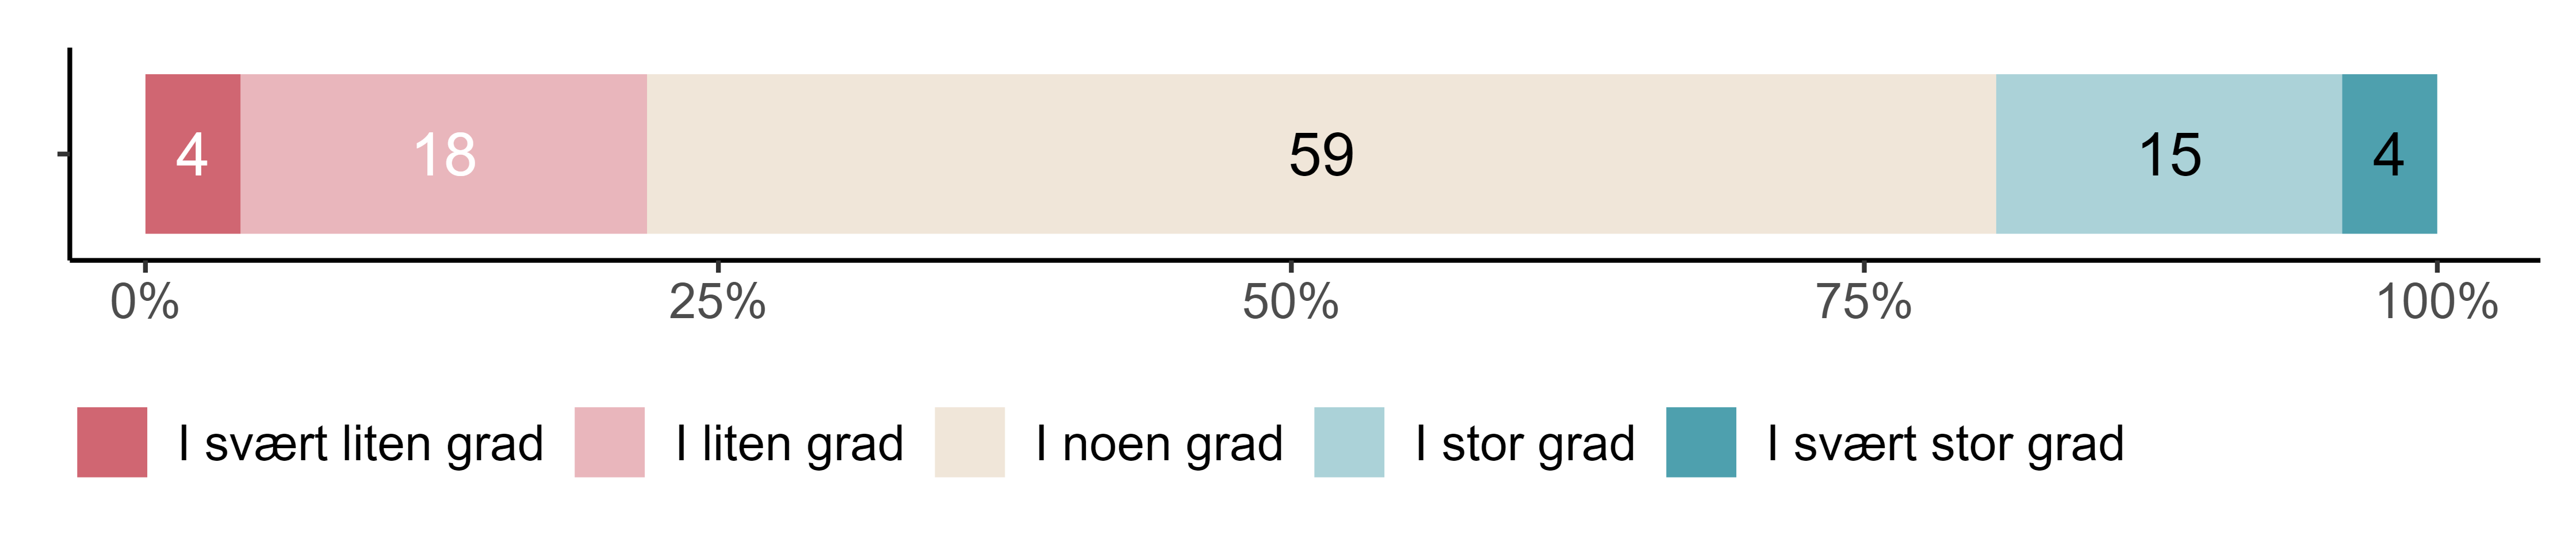 4 18 59 15 4
0% 25% 50% 75% 100%
I svært liten grad I liten grad I noen grad I stor grad I svært stor grad